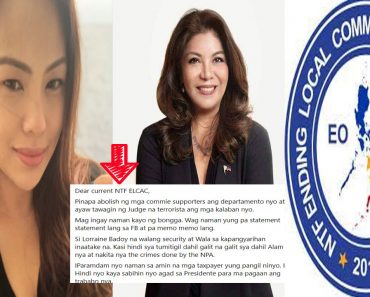 Dear current NTF ELCAC,
Pinapa abolish ng mga commie supporters ang departamento nyo at
ayaw tawagin ng Judge na terrorista ang mga kalaban nyo.
Mag ingay naman kayo ng bongga. Wag naman yung pa statement
statement lang sa FB at pa memo memo lang.
Si Lorraine Badoy na walang security at Wala sa kapangyarihan
inaatake na. Kasi hindi sya tumitigil dahil galit na galit sya dahil Alam
nya at nakita nya the crimes done by the NPA.
IParamdam nyo naman sa amin na mga taxpayer yung pangil ninyo. I
Hindi nyo kaya sabihin nyo agad sa Presidente para ma pagaan ang
trabaho nya.
NTF ENDING LOCAL COMM
EO